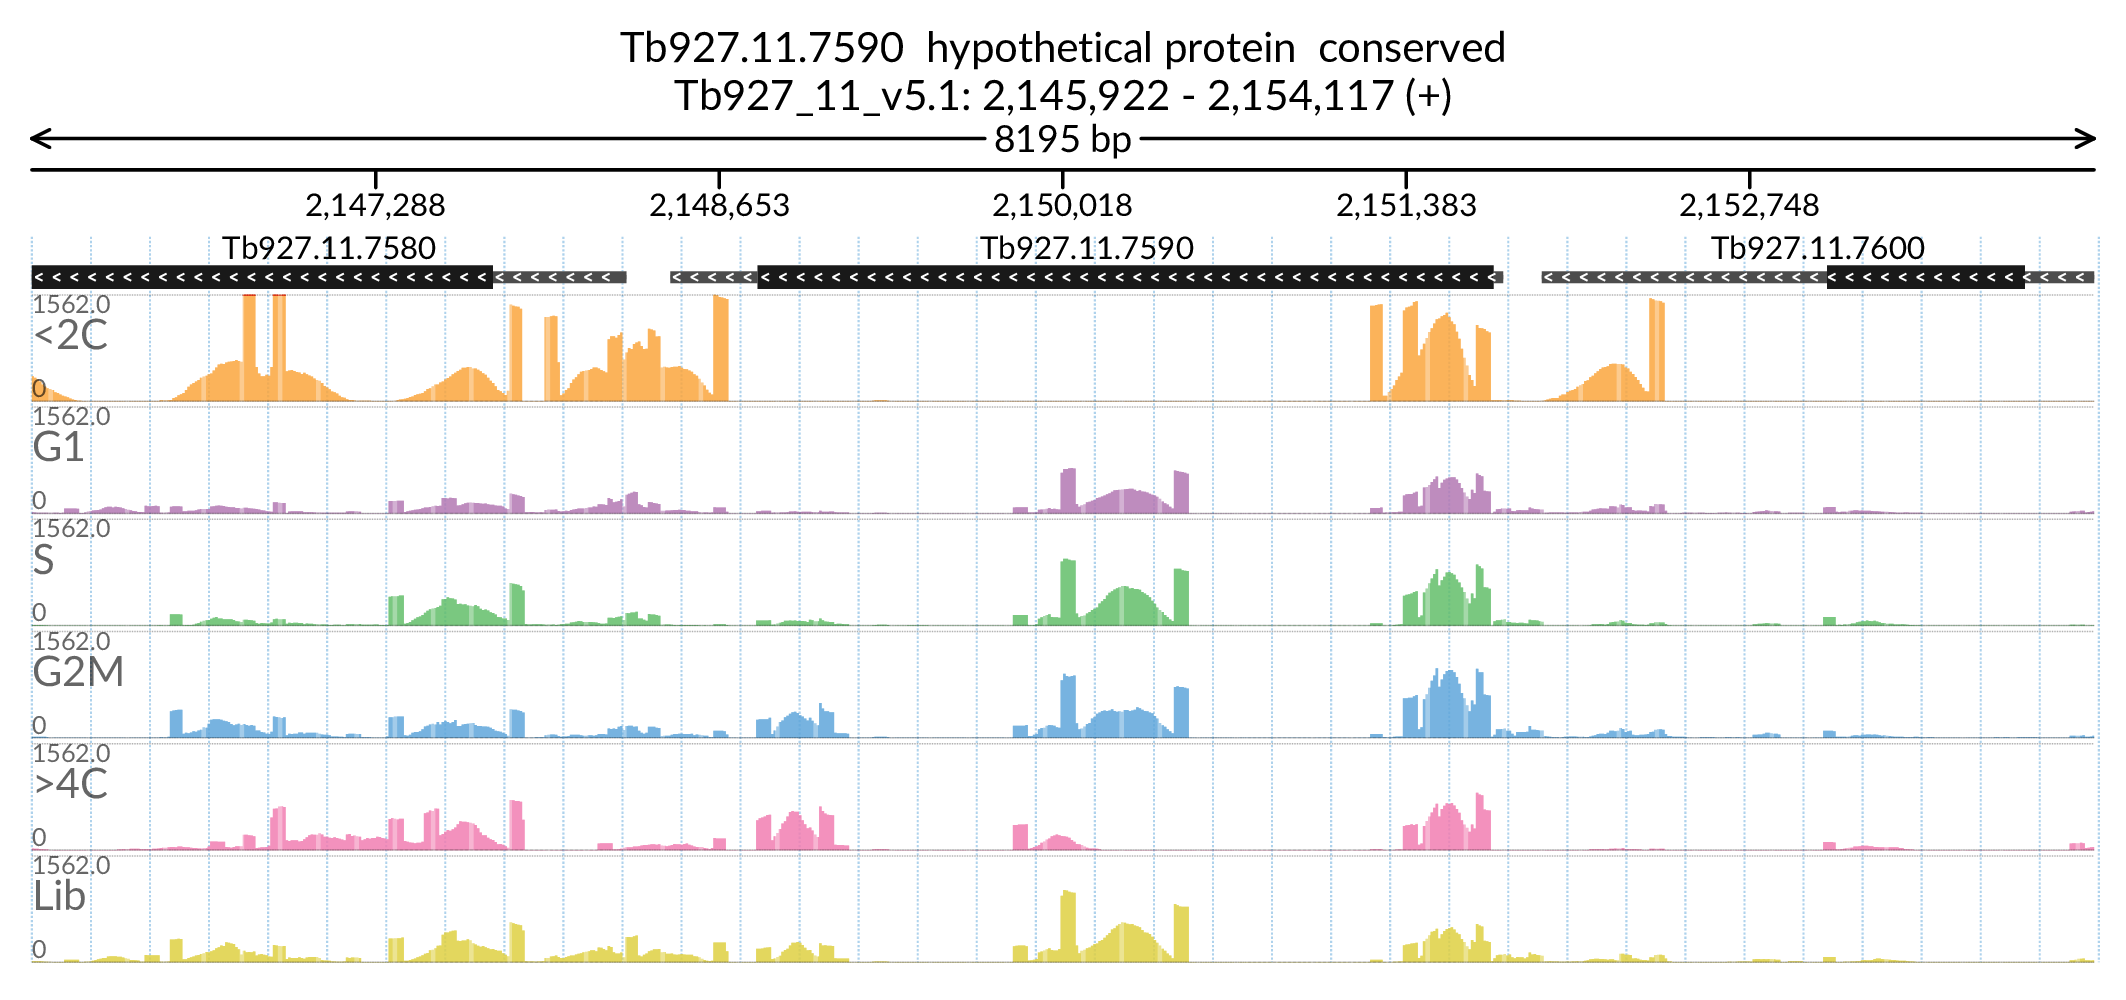 Tb927.11.7590  hypothetical protein  conserved
Tb927_11_v5.1: 2,145,922 - 2,154,117 (+)
8195 bp
2,147,288 2,148,653 2,150,018 2,151,383 2,152,748
Tb927.11.7580 Tb927.11.7590 Tb927.11.7600
1562.0
<2C
0
1562.0
G1
0
1562.0
S
0
1562.0
G2M
0
1562.0
>4C
0
1562.0
Lib
0